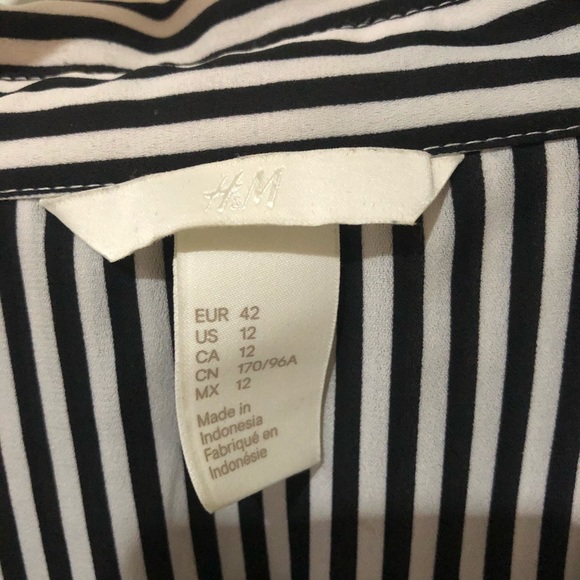 H&M
EUR 42
US 12
CA 12
CN 170/96A
MX 12
Made in
Indonesia
Fabriqué en
Indonésie